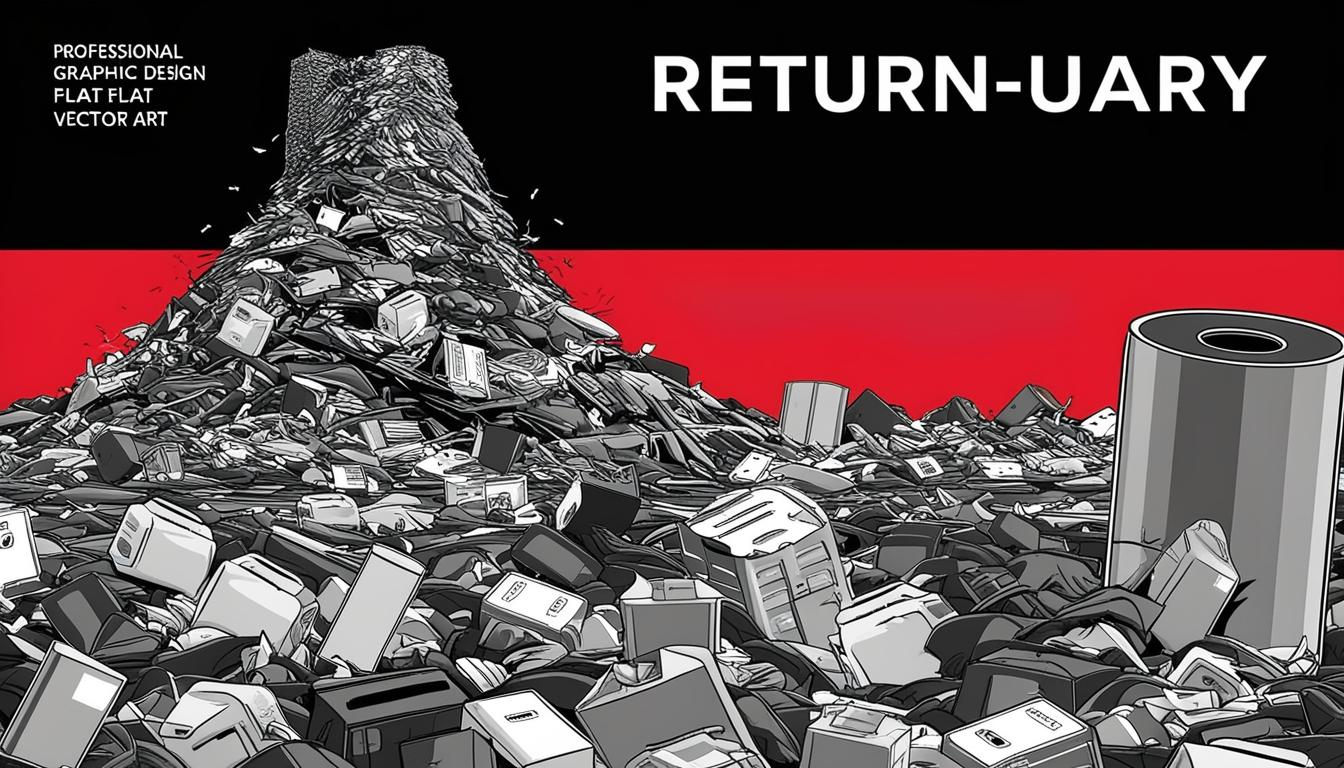 PROFESSIONAL
GRAPHIC DESIGN
FLAT FLAT
VECTOR ART
RETURN-UARY